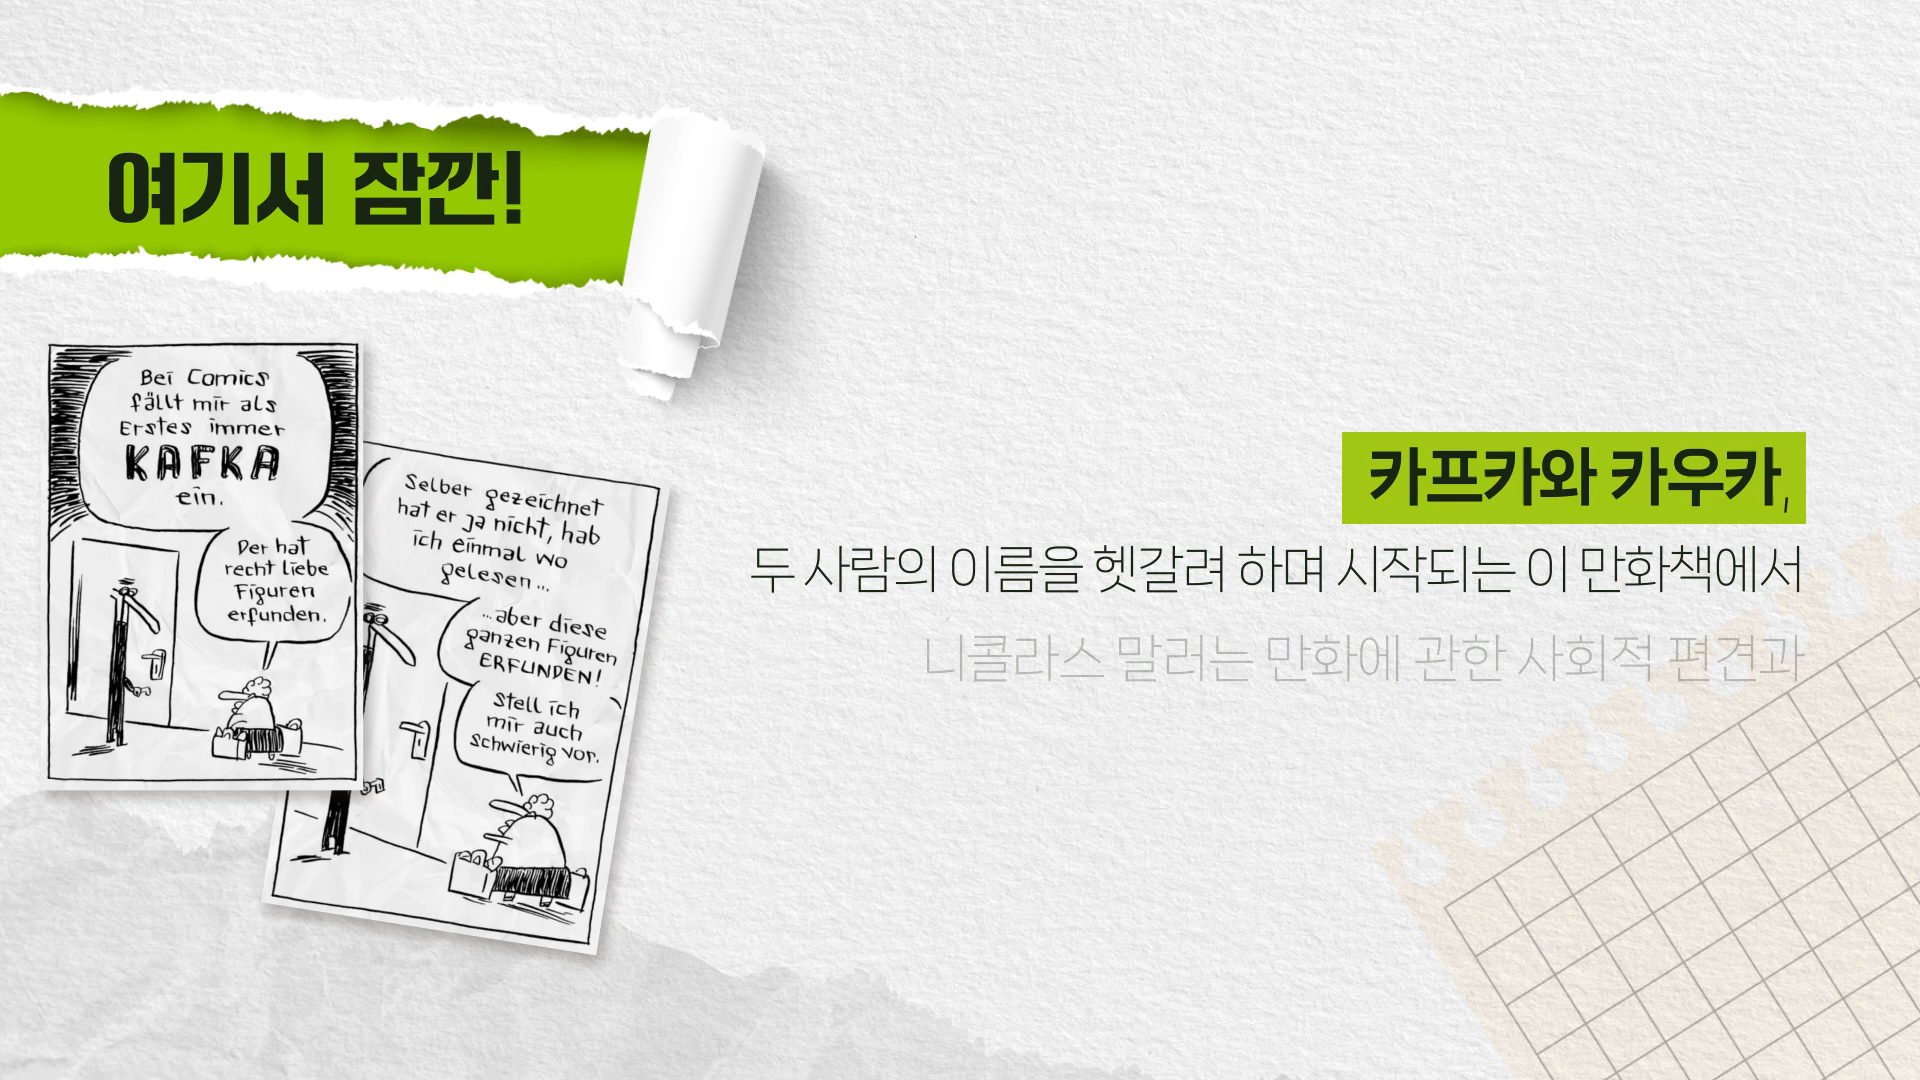 여기서 잠깐!
Bei Comics
fällt mir als
Erstes immer
KAFKA
ein.
Der hat
recht liebe
Figuren
erfunden.
Selber gezeichnet
hat er ja nicht, hab
ich einmal wo
gelesen...
...aber diese
ganzen Figuren
ERFUNDEN!
Stell ich
mir auch
schwierig vor.
카프카와 카우카,
두 사람의 이름을 헷갈려 하며 시작되는 이 만화책에서
니콜라스 말러는 만화에 관한 사회적 편견과